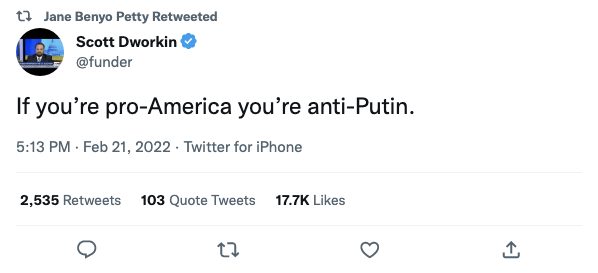 Jane Benyo Petty Retweeted
Scott Dworkin
@funder
If you’re pro-America you’re anti-Putin.
5:13 PM · Feb 21, 2022 · Twitter for iPhone
2,535 Retweets 103 Quote Tweets 17.7K Likes